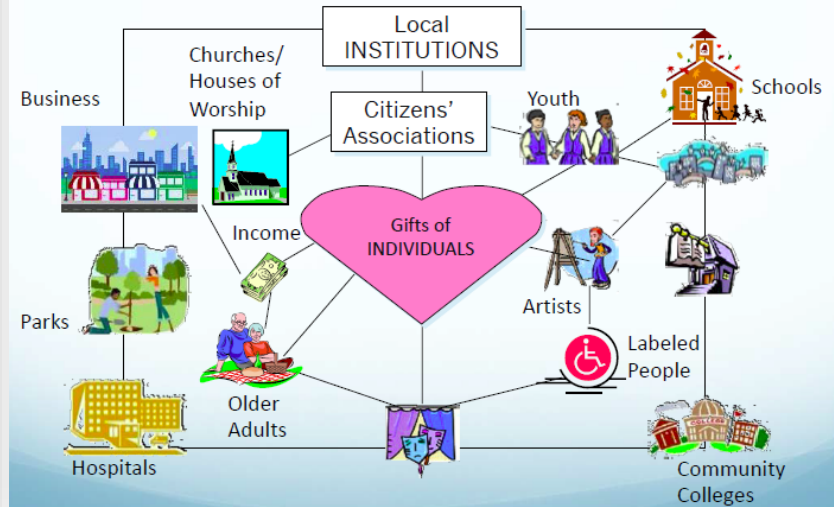 Local
INSTITUTIONS
Churches/
Houses of
Worship
Business
Citizens'
Associations
Youth
Schools
Income
Gifts of
INDIVIDUALS
Artists
Parks
Labeled
People
Older
Adults
COLLEGE
Hospitals
Community
Colleges